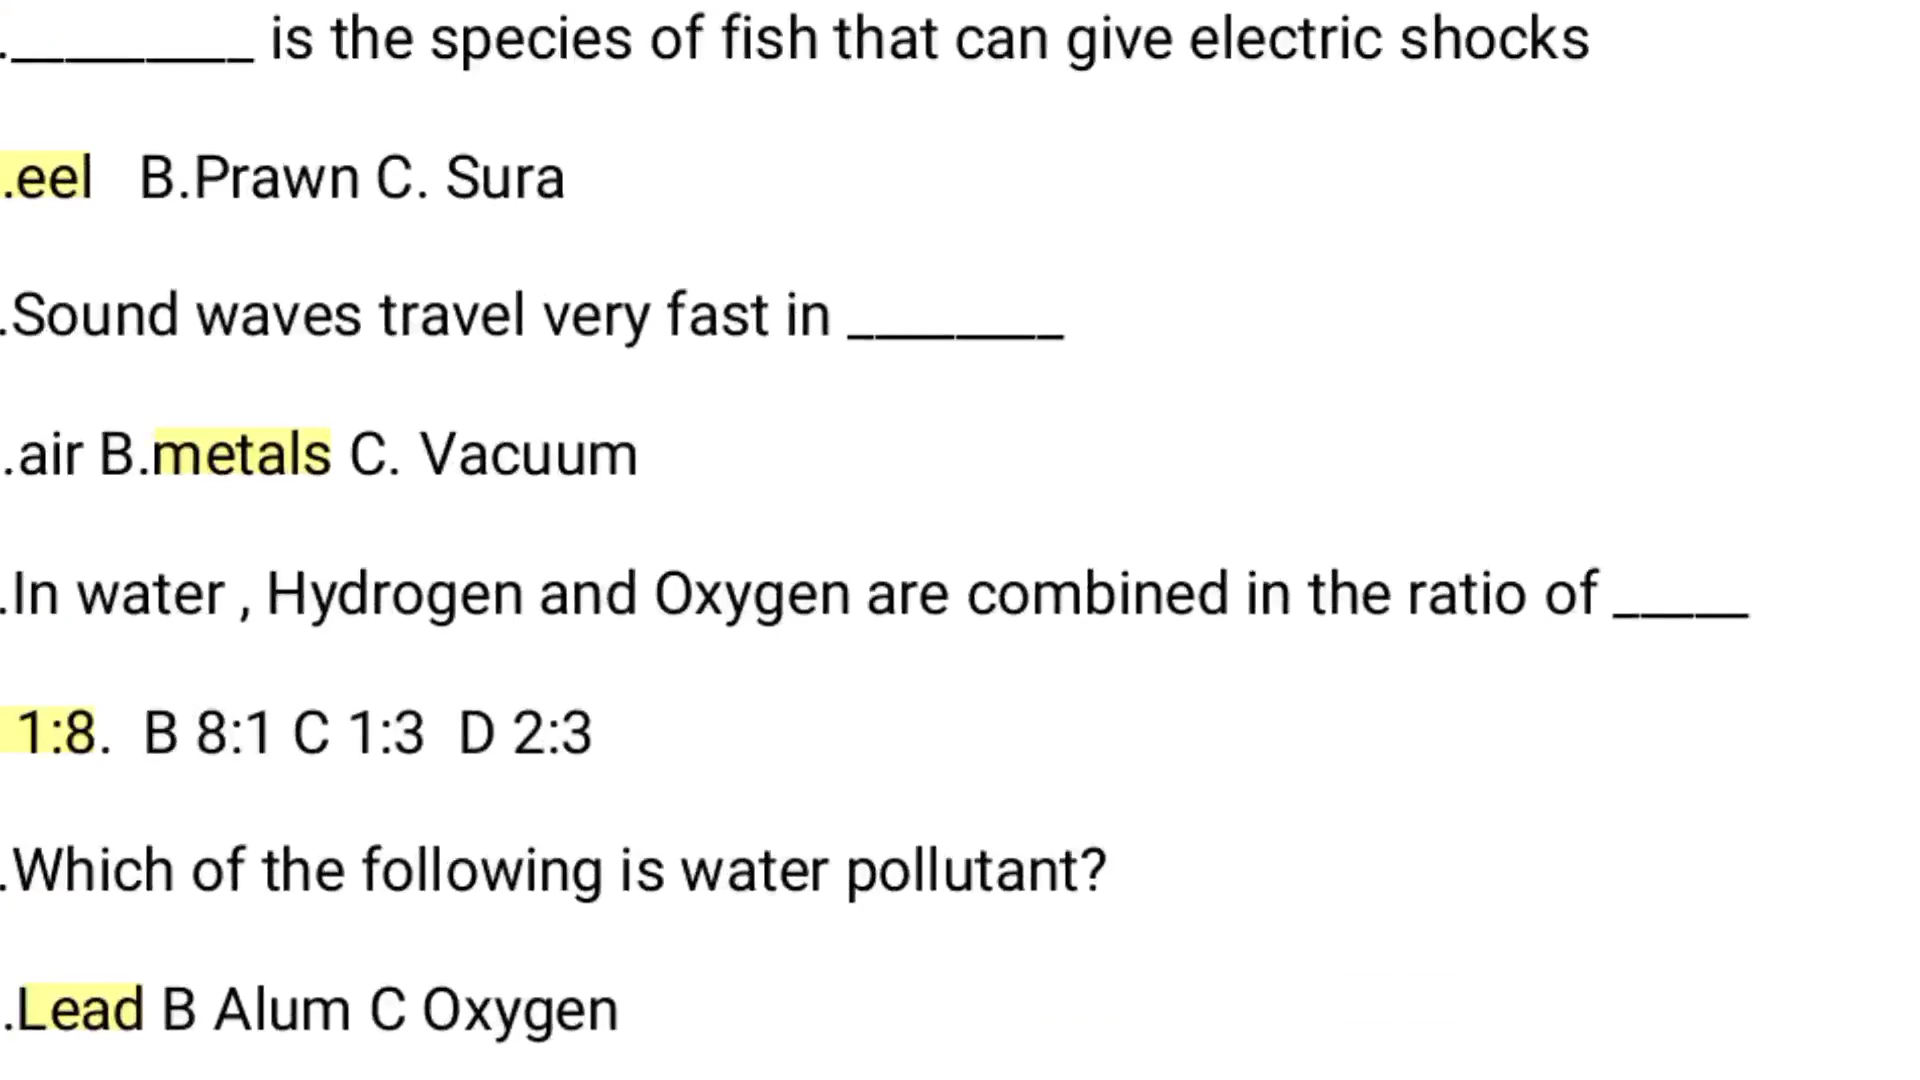 .________ is the species of fish that can give electric shocks
.eel B.Prawn C. Sura
.Sound waves travel very fast in ________
.air B.metals C. Vacuum
.In water , Hydrogen and Oxygen are combined in the ratio of _____
1:8. B 8:1 C 1:3 D 2:3
.Which of the following is water pollutant?
.Lead B Alum C Oxygen